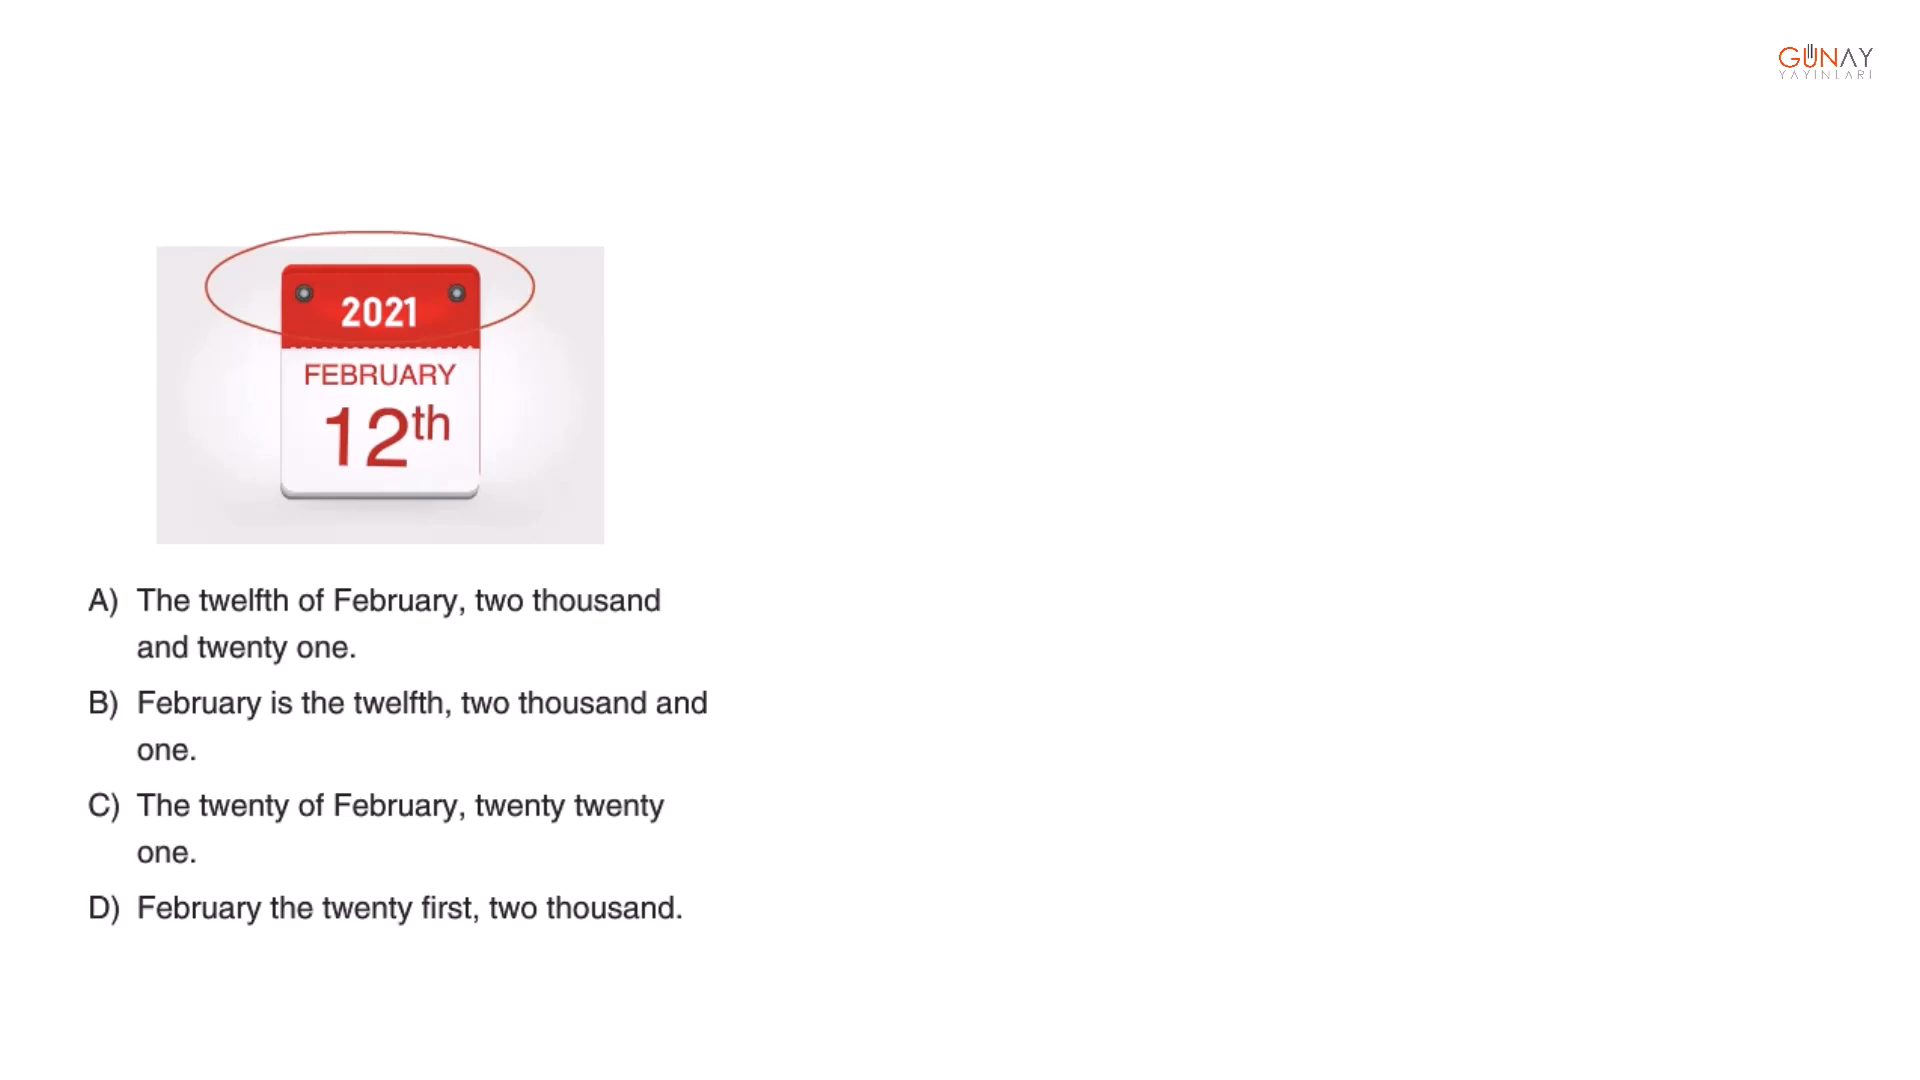 GÜNAY
YAYINLARI
2021
FEBRUARY
12th
A) The twelfth of February, two thousand
and twenty one.
B) February is the twelfth, two thousand and
one.
C) The twenty of February, twenty twenty
one.
D) February the twenty first, two thousand.